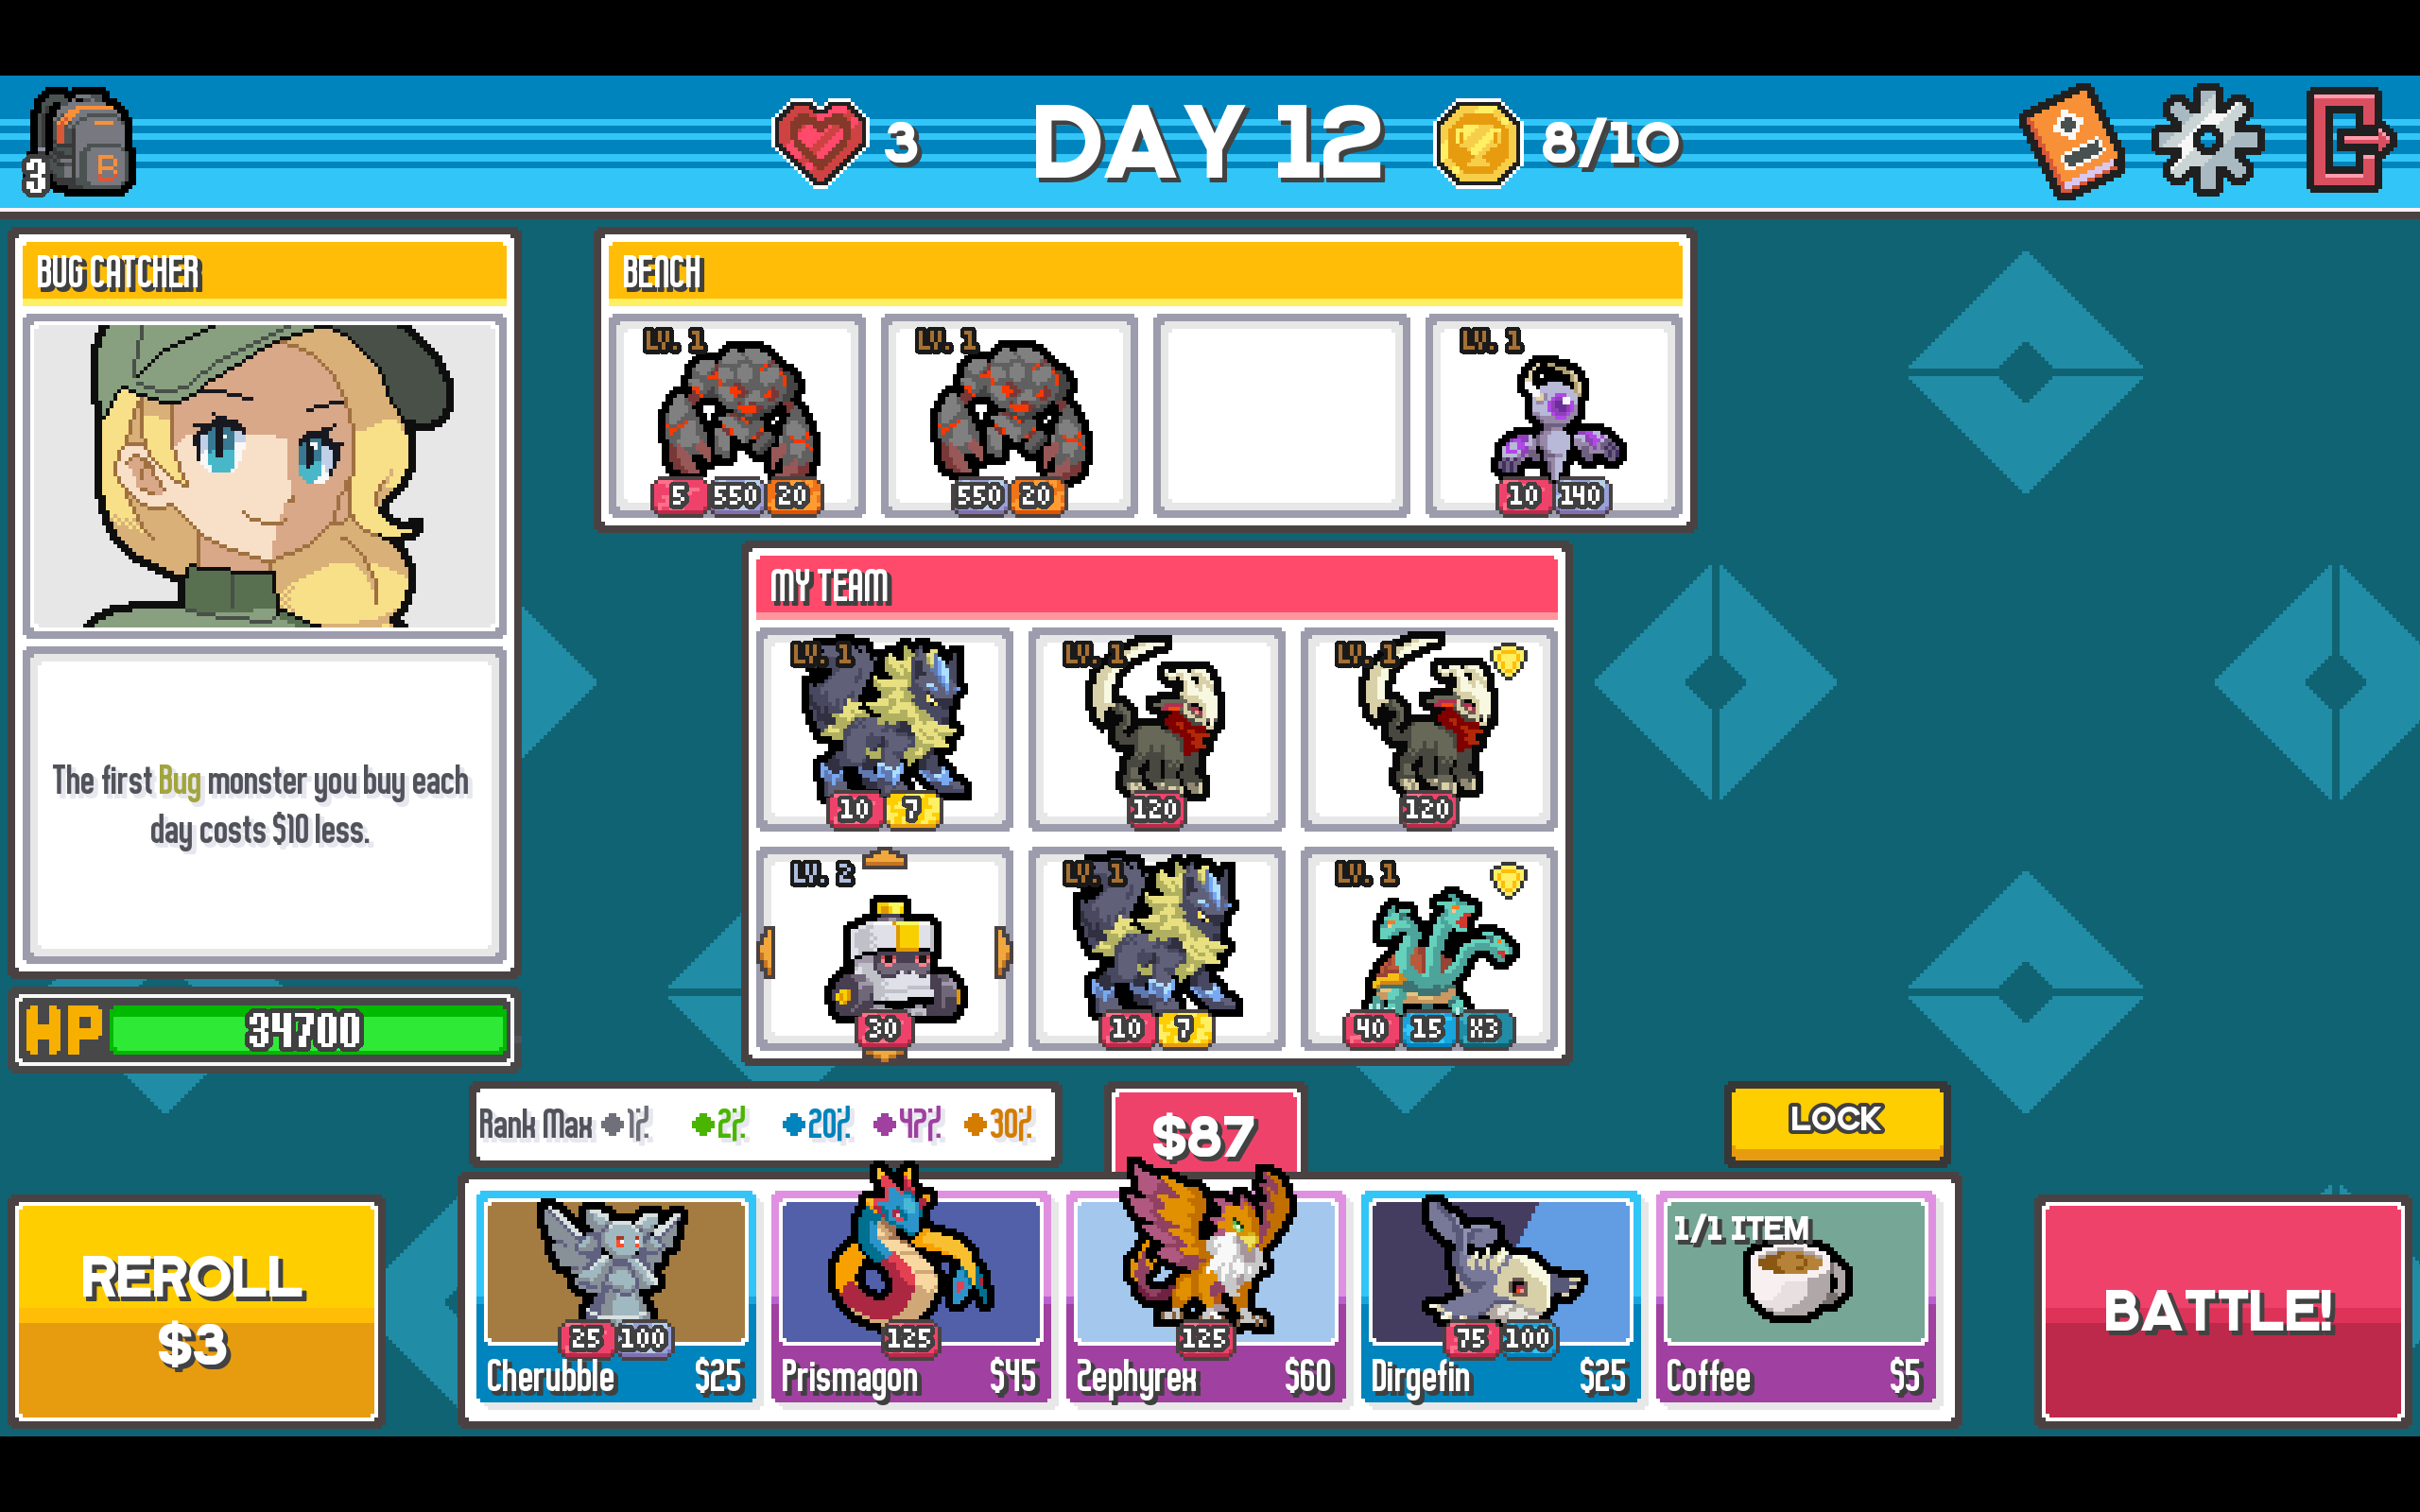 3
3
DAY 12
8/10
BUG CATCHER
The first Bug monster you buy each
day costs $10 less.
HP 34700
BENCH
LV. 1
5 550 20
LV. 1
550 20
LV. 1
10 140
MY TEAM
LV. 1
10 7
LV. 1
120
LV. 1
120
LV. 2
30
LV. 1
10 7
LV. 1
40 15 X3
Rank Max 1% 2% 20% 47% 30%
$87
LOCK
REROLL
$3
25 100
Cherubble $25
125
Prismagon $45
125
Zephyrex $60
75 100
Dirgefin $25
1/1 ITEM
Coffee $5
BATTLE!